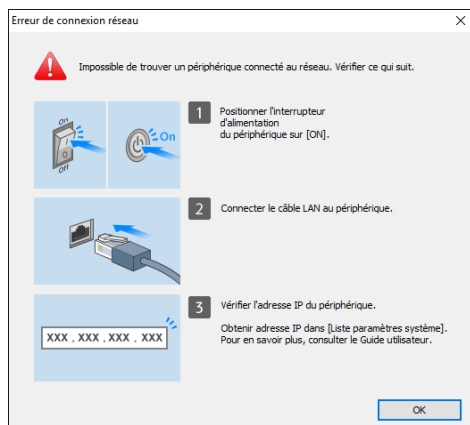 Erreur de connexion réseau
Impossible de trouver un périphérique connecté au réseau. Vérifier ce qui suit.
On
Off
On
1
Positionner l'interrupteur
d'alimentation
du périphérique sur [ON].
2
Connecter le câble LAN au périphérique.
3
Vérifier l'adresse IP du périphérique.
Obtenir adresse IP dans [Liste paramètres système].
Pour en savoir plus, consulter le Guide utilisateur.
XXX . XXX . XXX . XXX
OK